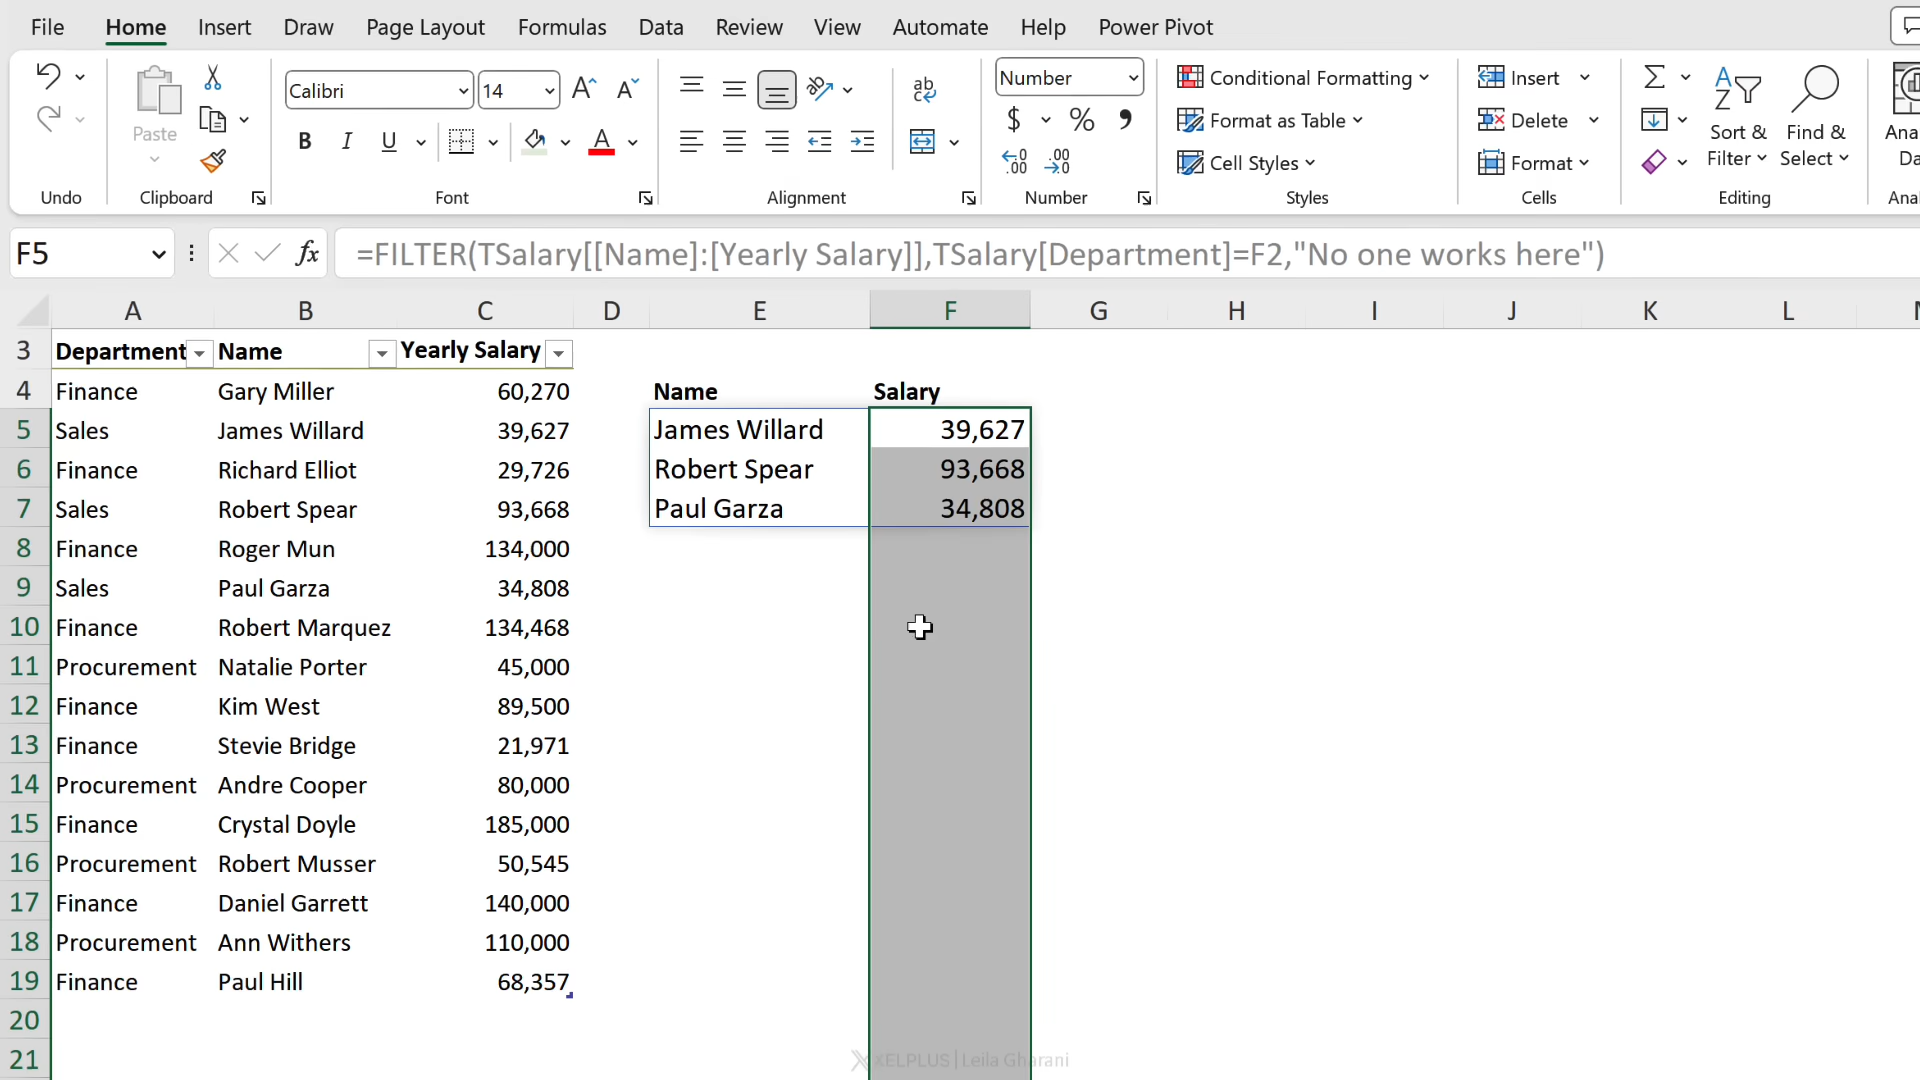 File Home Insert Draw Page Layout Formulas Data Review View Automate Help Power Pivot
Paste
Calibri 14
B I U A
ab
c
Number
$ % ,
Conditional Formatting
Format as Table
Cell Styles
Insert
Delete
Format
Sort &
Filter
Find &
Select
Undo Clipboard Font Alignment Number Styles Cells Editing
F5 fx =FILTER(TSalary[[Name]:[Yearly Salary]],TSalary[Department]=F2,"No one works here")
A B C D E F G H I J K L
3 Department Name Yearly Salary
4 Finance Gary Miller 60,270 Name Salary
5 Sales James Willard 39,627 James Willard 39,627
6 Finance Richard Elliot 29,726 Robert Spear 93,668
7 Sales Robert Spear 93,668 Paul Garza 34,808
8 Finance Roger Mun 134,000
9 Sales Paul Garza 34,808
10 Finance Robert Marquez 134,468
11 Procurement Natalie Porter 45,000
12 Finance Kim West 89,500
13 Finance Stevie Bridge 21,971
14 Procurement Andre Cooper 80,000
15 Finance Crystal Doyle 185,000
16 Procurement Robert Musser 50,545
17 Finance Daniel Garrett 140,000
18 Procurement Ann Withers 110,000
19 Finance Paul Hill 68,357
20
21
XELPLUS | Leila Gharani